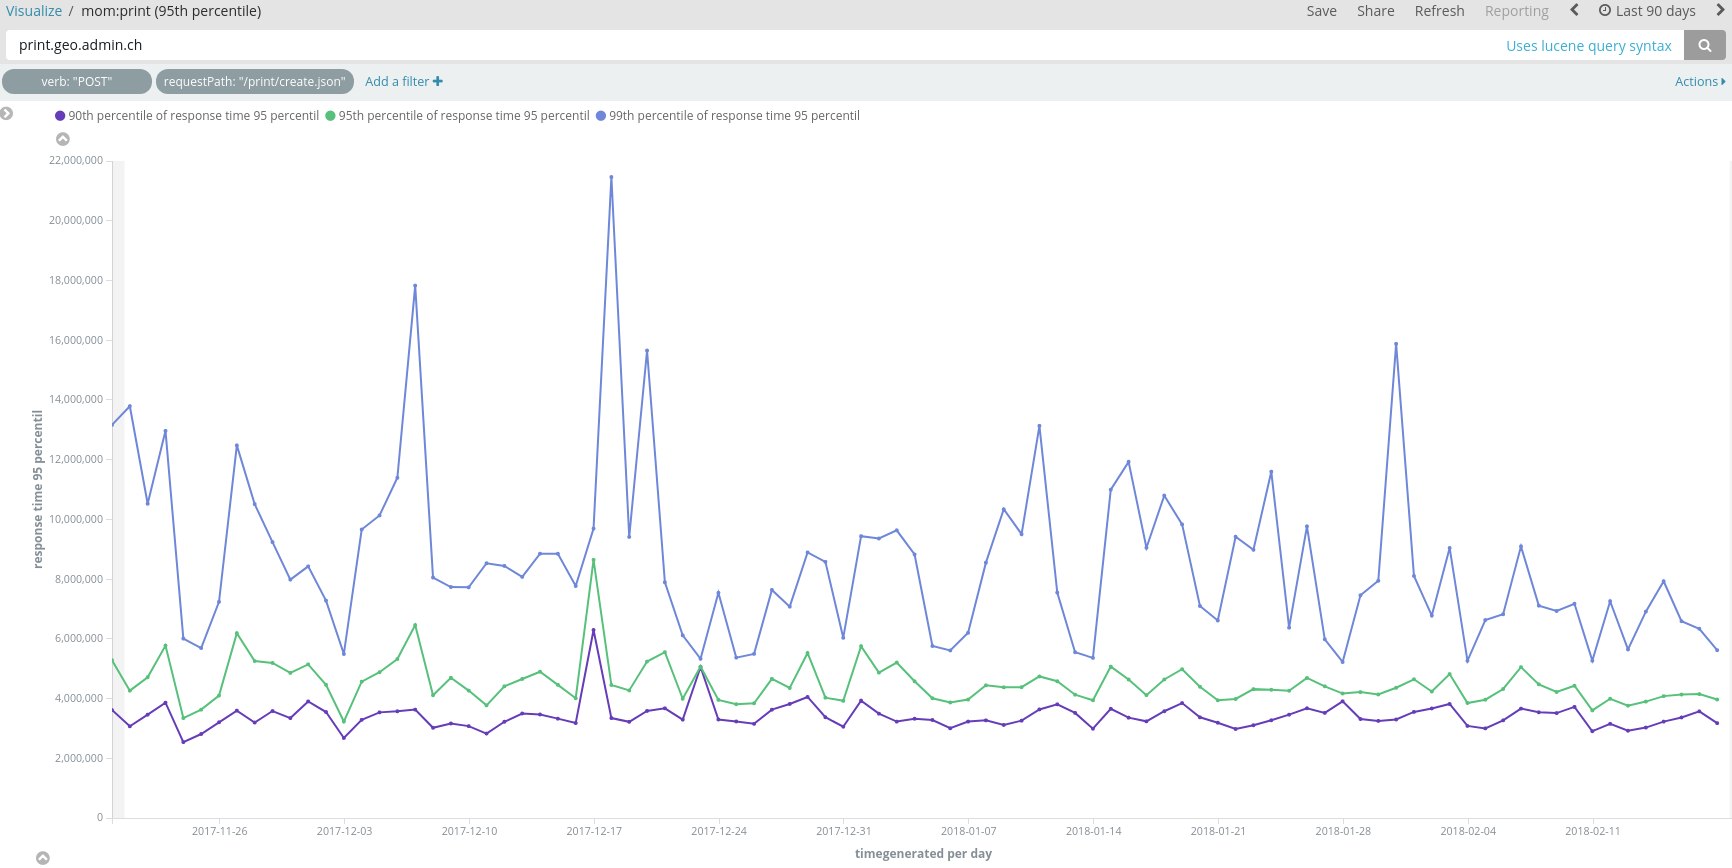 Visualize / mom:print (95th percentile) Save Share Refresh Reporting Last 90 days
print.geo.admin.ch Uses lucene query syntax
verb: "POST" requestPath: "/print/create.json" Add a filter Actions
90th percentile of response time 95 percentil 95th percentile of response time 95 percentil 99th percentile of response time 95 percentil
22,000,000
20,000,000
18,000,000
16,000,000
14,000,000
12,000,000
10,000,000
8,000,000
6,000,000
4,000,000
2,000,000
0
response time 95 percentil
2017-11-26 2017-12-03 2017-12-10 2017-12-17 2017-12-24 2017-12-31 2018-01-07 2018-01-14 2018-01-21 2018-01-28 2018-02-04 2018-02-11
timegenerated per day